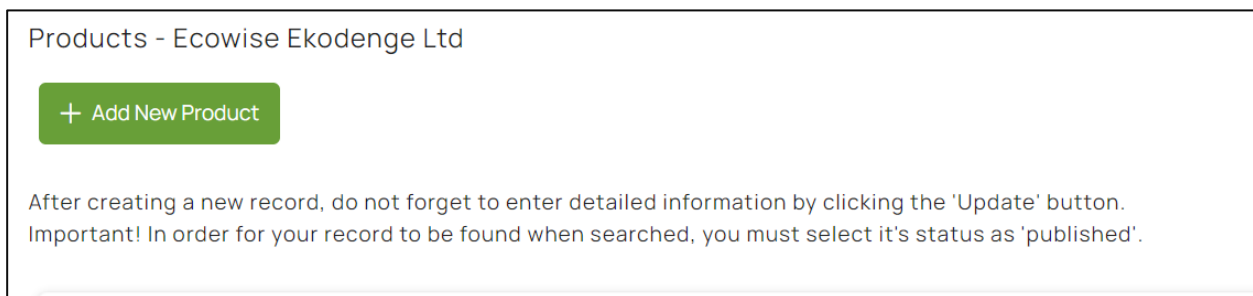 Products - Ecowise Ekodenge Ltd
+ Add New Product
After creating a new record, do not forget to enter detailed information by clicking the 'Update' button.
Important! In order for your record to be found when searched, you must select it's status as 'published'.